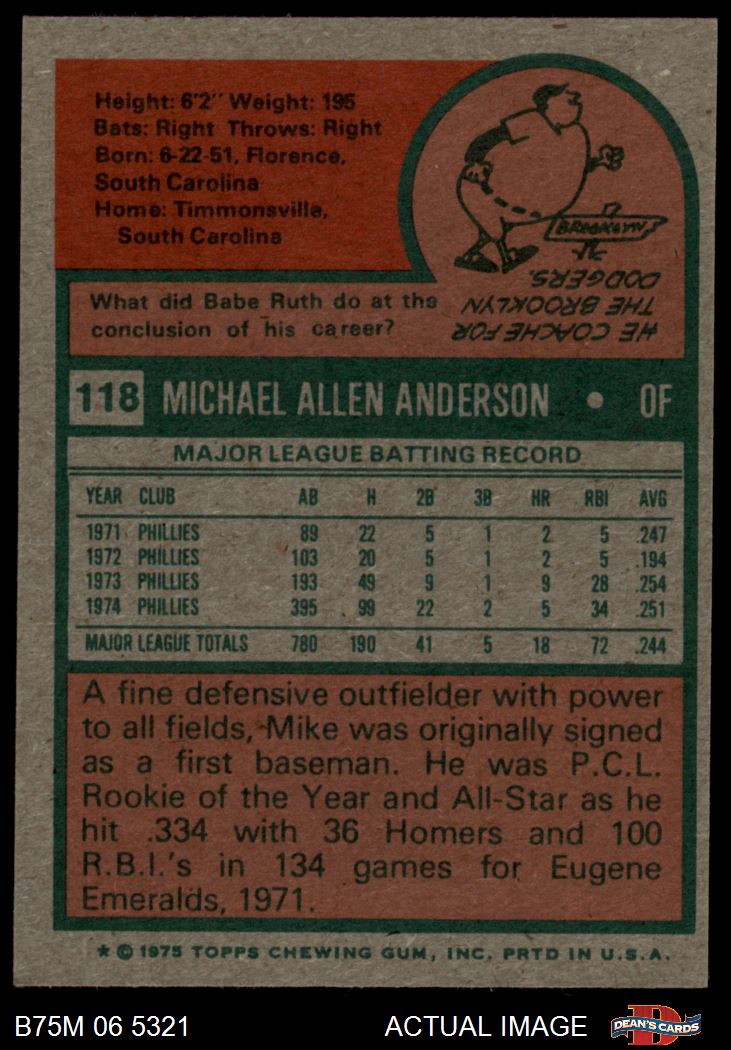 Height: 6'2" Weight: 195
Bats: Right Throws: Right
Born: 6-22-51, Florence,
South Carolina
Home: Timmonsville,
South Carolina
BROOKLYN
What did Babe Ruth do at the
conclusion of his career?
HE COACHE FOR
THE BROOKLYN
DODGERS.
118 MICHAEL ALLEN ANDERSON • OF
MAJOR LEAGUE BATTING RECORD
YEAR CLUB AB H 2B 3B HR RBI AVG
1971 PHILLIES 89 22 5 1 2 5 .247
1972 PHILLIES 103 20 5 1 2 5 .194
1973 PHILLIES 193 49 9 1 9 28 .254
1974 PHILLIES 395 99 22 2 5 34 .251
MAJOR LEAGUE TOTALS 780 190 41 5 18 72 .244
A fine defensive outfielder with power
to all fields, Mike was originally signed
as a first baseman. He was P.C.L.
Rookie of the Year and All-Star as he
hit .334 with 36 Homers and 100
R.B.I.'s in 134 games for Eugene
Emeralds, 1971.
* © 1975 TOPPS CHEWING GUM, INC. PRTD IN U.S.A.
B75M 06 5321 ACTUAL IMAGE DEAN'S CARDS